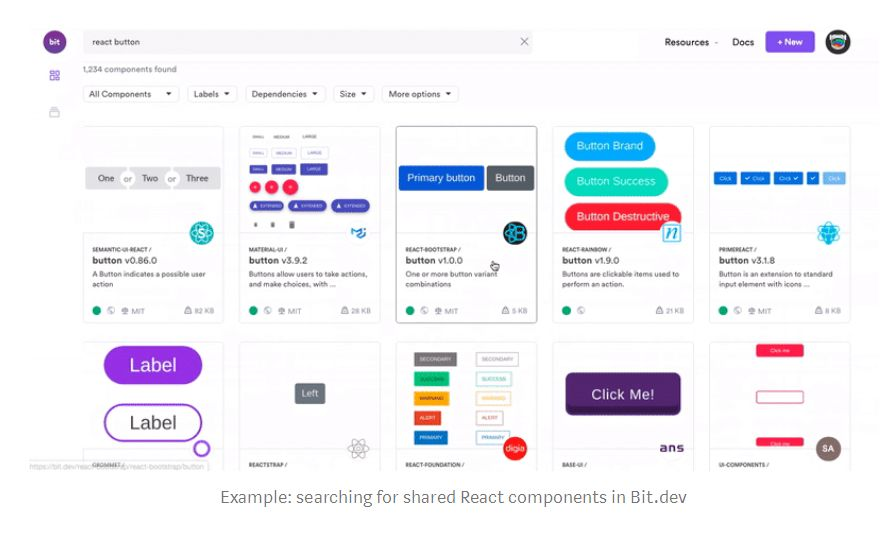 bit
react button
Resources
Docs
+ New
1,234 components found
All Components
Labels
Dependencies
Size
More options
One or Two or Three
SEMANTIC-UI-REACT /
button v0.86.0
A Button indicates a possible user
action
MIT
82 KB
SMALL MEDIUM LARGE
SMALL MEDIUM LARGE
SMALL MEDIUM LARGE
EXTENDED EXTENDED EXTENDED
MATERIAL-UI /
button v3.9.2
Buttons allow users to take actions,
and make choices, with ...
MIT
28 KB
Primary button
Button
B
REACT-BOOTSTRAP /
button v1.0.0
One or more button variant
combinations
MIT
5 KB
Button Brand
Button Success
Button Destructive
n
REACT-RAINBOW /
button v1.9.0
Buttons are clickable items used to
perform an action.
21 KB
Click Click Click Click
PRIMEREACT /
button v3.1.8
Button is an extension to standard
input element with icons ...
MIT
8 KB
Label
Label
GROMMET /
https://bit.dev/react-bootstrap/react-bootstrap/button
Left
REACTSTRAP /
SECONDARY SECONDARY
SUCCESS SUCCESS
WARNING WARNING
ALERT ALERT
PRIMARY PRIMARY
digia
REACT-FOUNDATION /
Click Me!
ans
BASE-UI /
Click me
Click me
SA
UI-COMPONENTS /
Example: searching for shared React components in Bit.dev